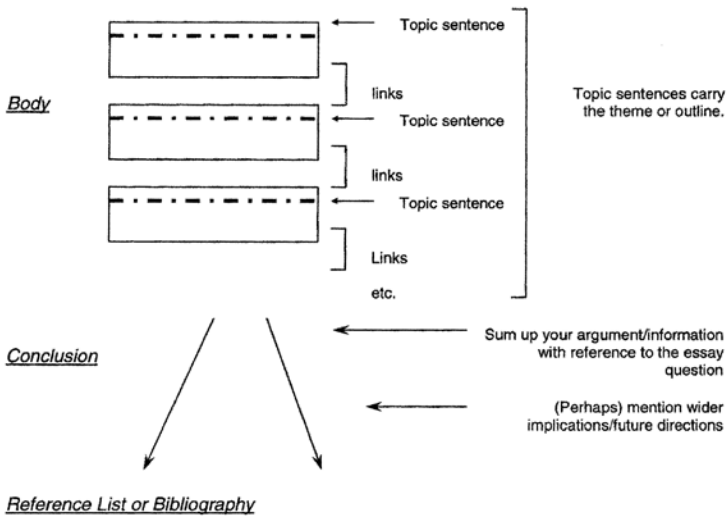 Topic sentence
links
Body
Topic sentences carry
the theme or outline.
Topic sentence
links
Topic sentence
Links
etc.
Sum up your argument/information
with reference to the essay
question
Conclusion
(Perhaps) mention wider
implications/future directions
Reference List or Bibliography